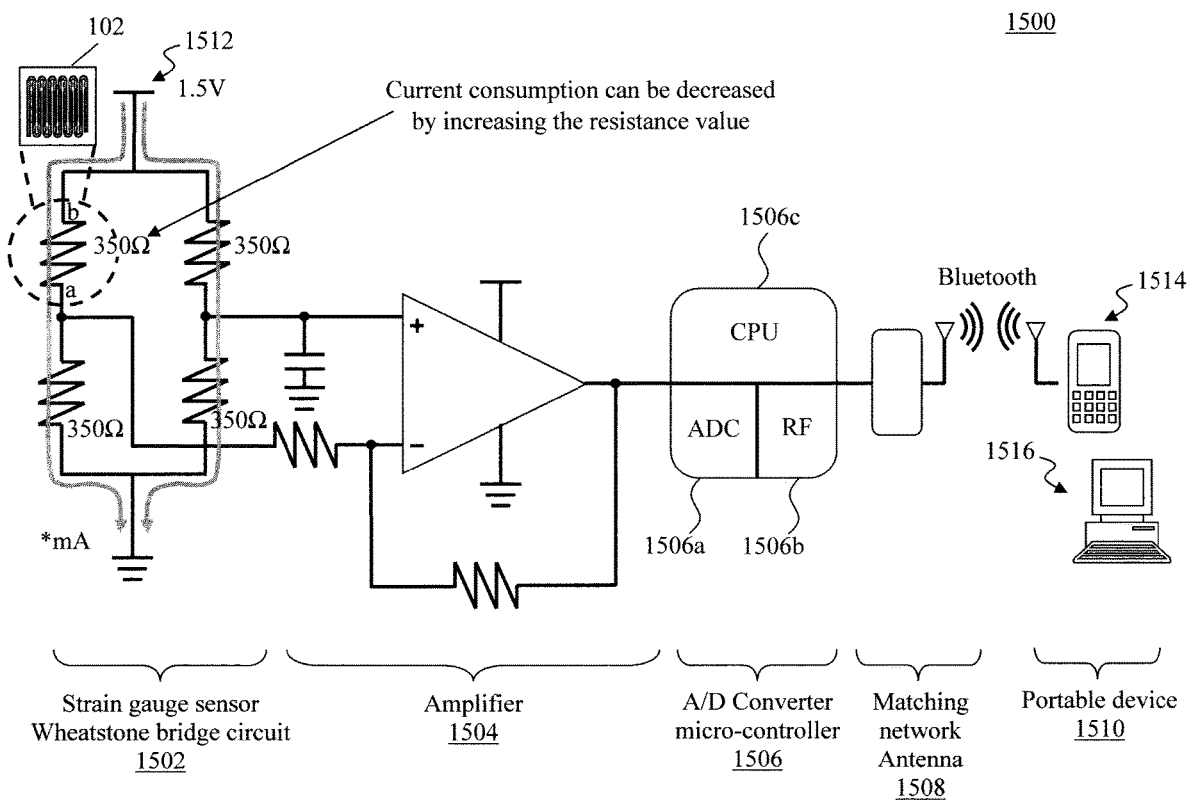 1500
102
1512
1.5V
Current consumption can be decreased
by increasing the resistance value
b
350Ω
350Ω
a
350Ω
350Ω
*mA
+
−
1506c
CPU
ADC
RF
1506a
1506b
Bluetooth
1514
1516
Strain gauge sensor
Wheatstone bridge circuit
1502
Amplifier
1504
A/D Converter
micro-controller
1506
Matching
network
Antenna
1508
Portable device
1510